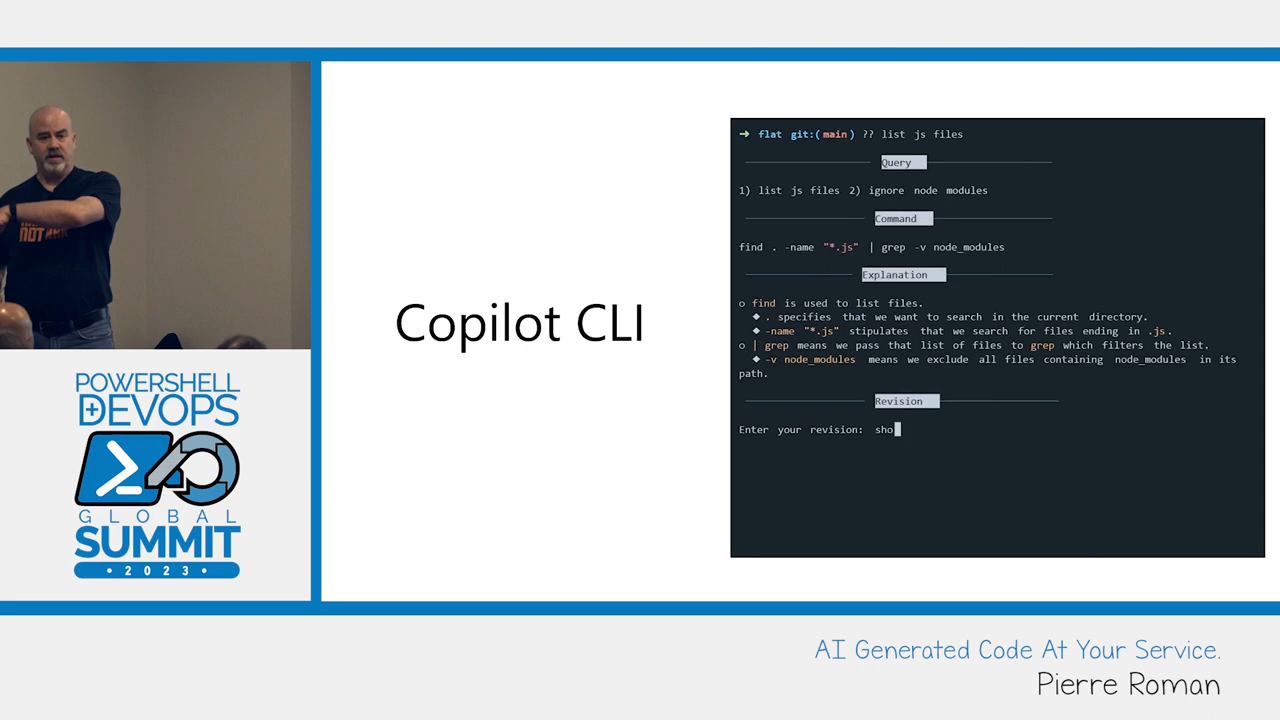 NOT
POWERSHELL
+ DEVOPS
GLOBAL
SUMMIT
• 2023 •
Copilot CLI
➜ flat git:(main) ?? list js files
Query
1) list js files 2) ignore node modules
Command
find . -name "*.js" | grep -v node_modules
Explanation
o find is used to list files.
◆ . specifies that we want to search in the current directory.
◆ -name "*.js" stipulates that we search for files ending in .js.
o | grep means we pass that list of files to grep which filters the list.
◆ -v node_modules means we exclude all files containing node_modules in its
path.
Revision
Enter your revision: sho
AI Generated Code At Your Service.
Pierre Roman